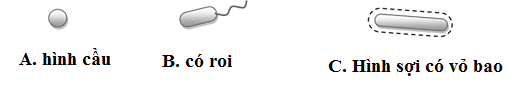 A. hình cầu
B. có roi
C. Hình sợi có vỏ bao